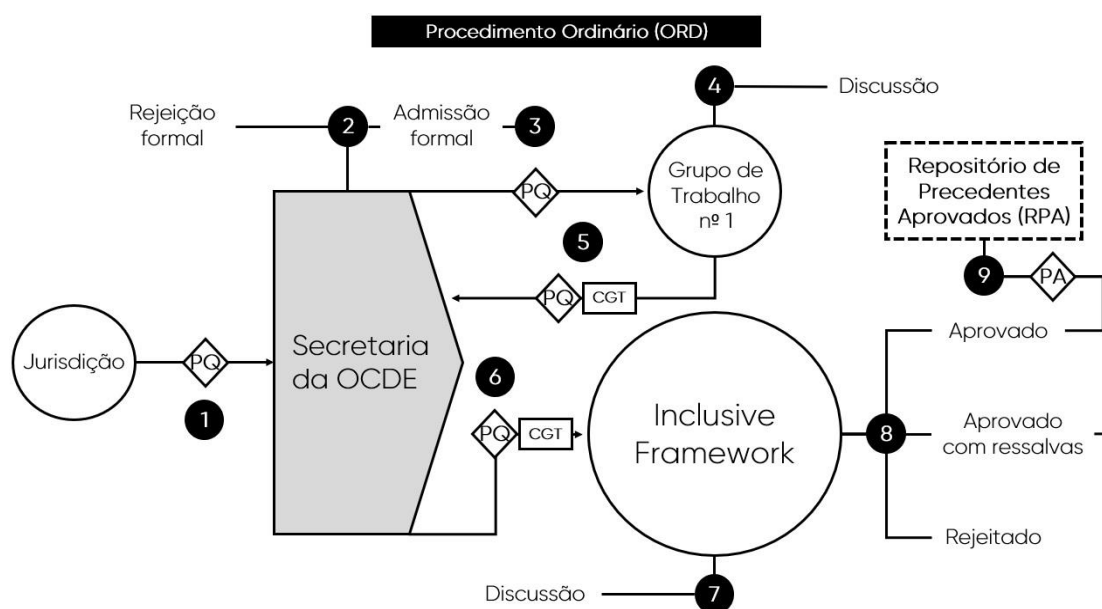 Procedimento Ordinário (ORD)
4
Discussão
Rejeição
formal
2
Admissão
formal
3
PQ
Grupo de
Trabalho
nº 1
Repositório de
Precedentes
Aprovados (RPA)
5
9
PA
PQ
CGT
Jurisdição
PQ
1
Secretaria
da OCDE
6
PQ
CGT
Inclusive
Framework
8
Aprovado
Aprovado
com ressalvas
Rejeitado
Discussão
7